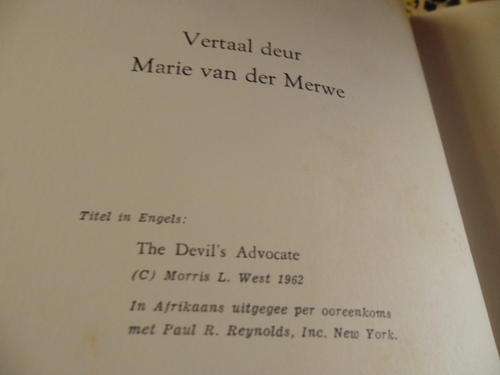 Vertaal deur
Marie van der Merwe
Titel in Engels:
The Devil's Advocate
(C) Morris L. West 1962
In Afrikaans uitgegee per ooreenkoms
met Paul R. Reynolds, Inc. New York.